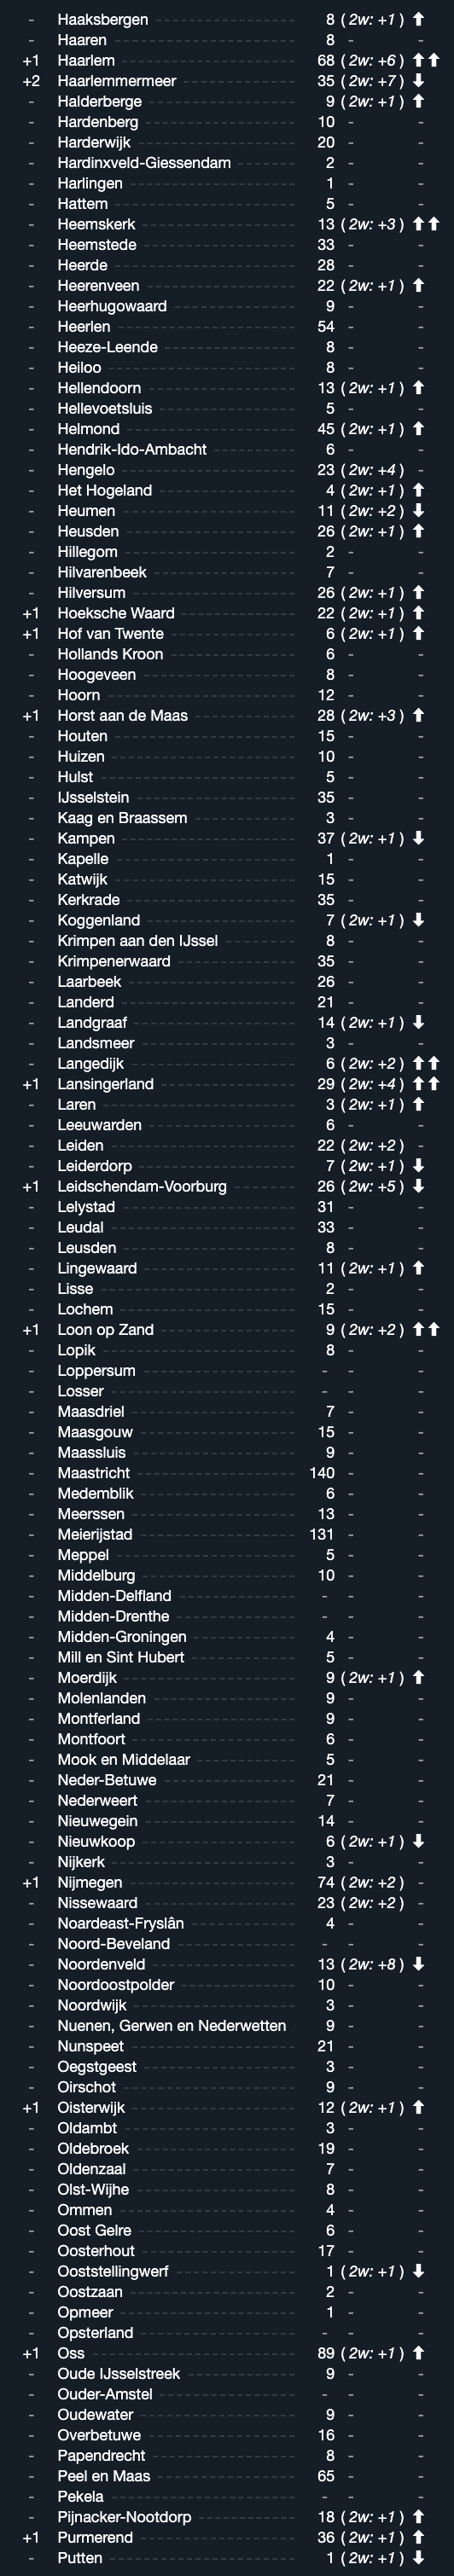 - Haaksbergen 8 (2w: +1) ⬆
- Haaren 8 - -
+1 Haarlem 68 (2w: +6) ⬆⬆
+2 Haarlemmermeer 35 (2w: +7) ⬇
- Halderberge 9 (2w: +1) ⬆
- Hardenberg 10 - -
- Harderwijk 20 - -
- Hardinxveld-Giessendam 2 - -
- Harlingen 1 - -
- Hattem 5 - -
- Heemskerk 13 (2w: +3) ⬆⬆
- Heemstede 33 - -
- Heerde 28 - -
- Heerenveen 22 (2w: +1) ⬆
- Heerhugowaard 9 - -
- Heerlen 54 - -
- Heeze-Leende 8 - -
- Heiloo 8 - -
- Hellendoorn 13 (2w: +1) ⬆
- Hellevoetsluis 5 - -
- Helmond 45 (2w: +1) ⬆
- Hendrik-Ido-Ambacht 6 - -
- Hengelo 23 (2w: +4) -
- Het Hogeland 4 (2w: +1) ⬆
- Heumen 11 (2w: +2) ⬇
- Heusden 26 (2w: +1) ⬆
- Hillegom 2 - -
- Hilvarenbeek 7 - -
- Hilversum 26 (2w: +1) ⬆
+1 Hoeksche Waard 22 (2w: +1) ⬆
+1 Hof van Twente 6 (2w: +1) ⬆
- Hollands Kroon 6 - -
- Hoogeveen 8 - -
- Hoorn 12 - -
+1 Horst aan de Maas 28 (2w: +3) ⬆
- Houten 15 - -
- Huizen 10 - -
- Hulst 5 - -
- IJsselstein 35 - -
- Kaag en Braassem 3 - -
- Kampen 37 (2w: +1) ⬇
- Kapelle 1 - -
- Katwijk 15 - -
- Kerkrade 35 - -
- Koggenland 7 (2w: +1) ⬇
- Krimpen aan den IJssel 8 - -
- Krimpenerwaard 35 - -
- Laarbeek 26 - -
- Landerd 21 - -
- Landgraaf 14 (2w: +1) ⬇
- Landsmeer 3 - -
- Langedijk 6 (2w: +2) ⬆⬆
+1 Lansingerland 29 (2w: +4) ⬆⬆
- Laren 3 (2w: +1) ⬆
- Leeuwarden 6 - -
- Leiden 22 (2w: +2) -
- Leiderdorp 7 (2w: +1) ⬇
+1 Leidschendam-Voorburg 26 (2w: +5) ⬇
- Lelystad 31 - -
- Leudal 33 - -
- Leusden 8 - -
- Lingewaard 11 (2w: +1) ⬆
- Lisse 2 - -
- Lochem 15 - -
+1 Loon op Zand 9 (2w: +2) ⬆⬆
- Lopik 8 - -
- Loppersum - - -
- Losser - - -
- Maasdriel 7 - -
- Maasgouw 15 - -
- Maassluis 9 - -
- Maastricht 140 - -
- Medemblik 6 - -
- Meerssen 13 - -
- Meierijstad 131 - -
- Meppel 5 - -
- Middelburg 10 - -
- Midden-Delfland - - -
- Midden-Drenthe - - -
- Midden-Groningen 4 - -
- Mill en Sint Hubert 5 - -
- Moerdijk 9 (2w: +1) ⬆
- Molenlanden 9 - -
- Montferland 9 - -
- Montfoort 6 - -
- Mook en Middelaar 5 - -
- Neder-Betuwe 21 - -
- Nederweert 7 - -
- Nieuwegein 14 - -
- Nieuwkoop 6 (2w: +1) ⬇
- Nijkerk 3 - -
+1 Nijmegen 74 (2w: +2) -
- Nissewaard 23 (2w: +2) -
- Noardeast-Fryslân 4 - -
- Noord-Beveland - - -
- Noordenveld 13 (2w: +8) ⬇
- Noordoostpolder 10 - -
- Noordwijk 3 - -
- Nuenen, Gerwen en Nederwetten 9 - -
- Nunspeet 21 - -
- Oegstgeest 3 - -
- Oirschot 9 - -
+1 Oisterwijk 12 (2w: +1) ⬆
- Oldambt 3 - -
- Oldebroek 19 - -
- Oldenzaal 7 - -
- Olst-Wijhe 8 - -
- Ommen 4 - -
- Oost Gelre 6 - -
- Oosterhout 17 - -
- Ooststellingwerf 1 (2w: +1) ⬇
- Oostzaan 2 - -
- Opmeer 1 - -
- Opsterland - - -
+1 Oss 89 (2w: +1) ⬆
- Oude IJsselstreek 9 - -
- Ouder-Amstel - - -
- Oudewater 9 - -
- Overbetuwe 16 - -
- Papendrecht 8 - -
- Peel en Maas 65 - -
- Pekela - - -
- Pijnacker-Nootdorp 18 (2w: +1) ⬆
+1 Purmerend 36 (2w: +1) ⬆
- Putten 1 (2w: +1) ⬇